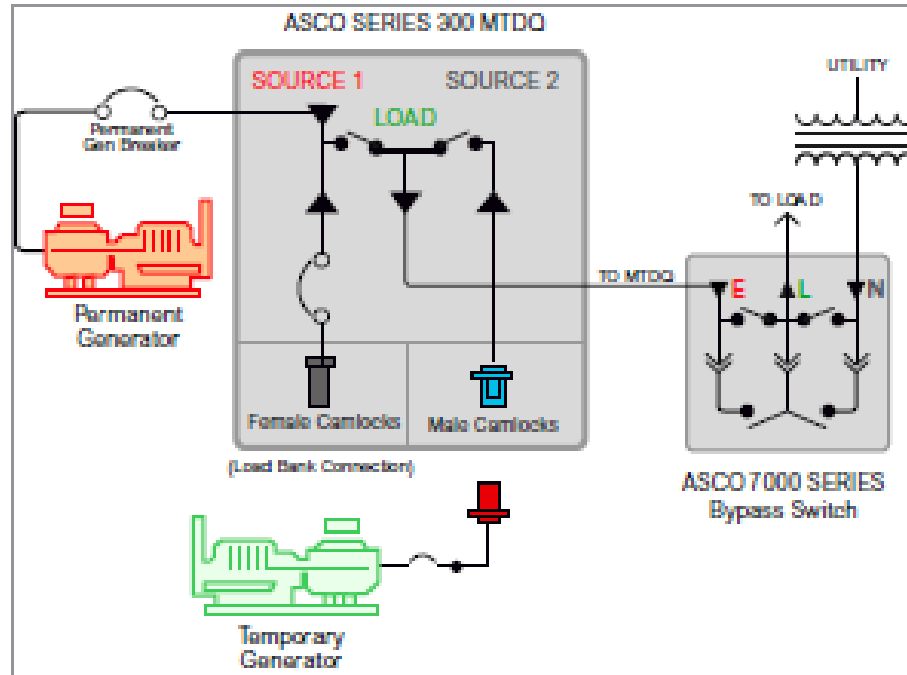 ASCO SERIES 300 MTDQ
SOURCE 1
SOURCE 2
LOAD
UTILITY
Permanent
Gen Breaker
TO LOAD
TO MTDQ
E
L
N
Permanent
Generator
Female Camlocks
Male Camlocks
(Load Bank Connection)
ASCO 7000 SERIES
Bypass Switch
Temporary
Generator